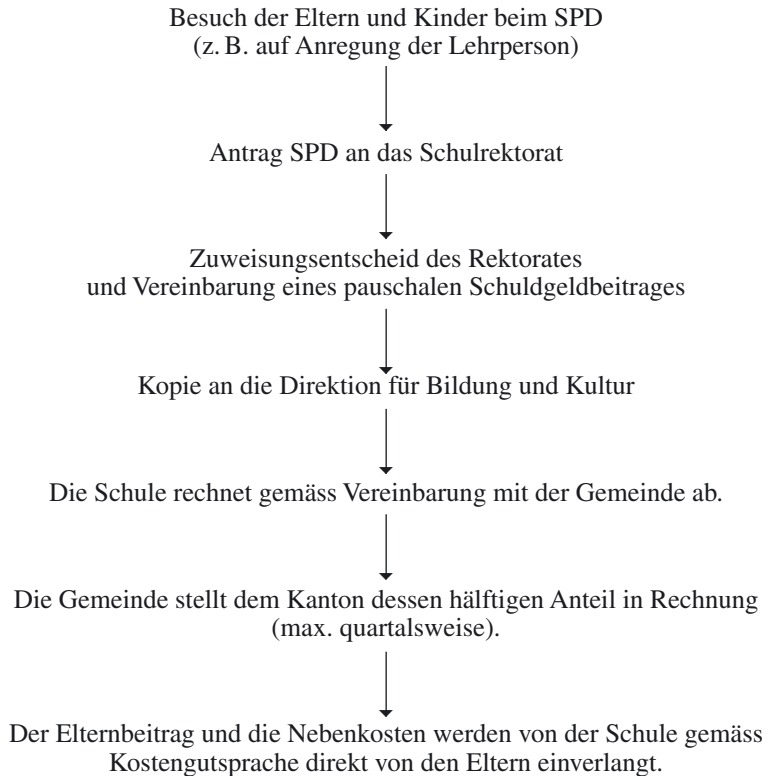 Besuch der Eltern und Kinder beim SPD
(z. B. auf Anregung der Lehrperson)
Antrag SPD an das Schulrektorat
Zuweisungsentscheid des Rektorates
und Vereinbarung eines pauschalen Schuldgeldbeitrages
Kopie an die Direktion für Bildung und Kultur
Die Schule rechnet gemäss Vereinbarung mit der Gemeinde ab.
Die Gemeinde stellt dem Kanton dessen hälftigen Anteil in Rechnung
(max. quartalsweise).
Der Elternbeitrag und die Nebenkosten werden von der Schule gemäss
Kostengutsprache direkt von den Eltern einverlangt.